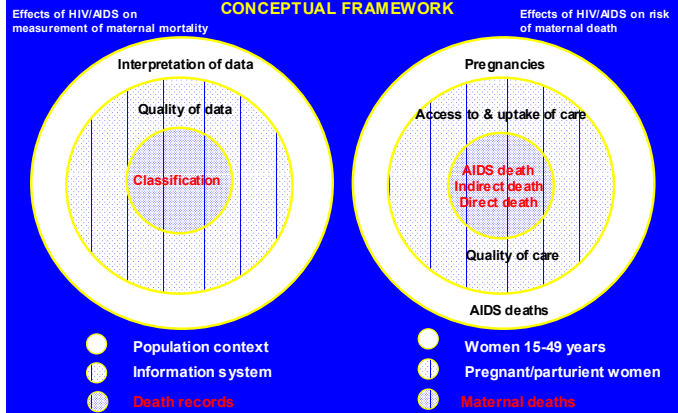 CONCEPTUAL FRAMEWORK
Effects of HIV/AIDS on
measurement of maternal mortality
Effects of HIV/AIDS on risk
of maternal death
Interpretation of data
Quality of data
Classification
Pregnancies
Access to & uptake of care
AIDS death
Indirect death
Direct death
Quality of care
AIDS deaths
Population context
Information system
Death records
Women 15-49 years
Pregnant/parturient women
Maternal deaths